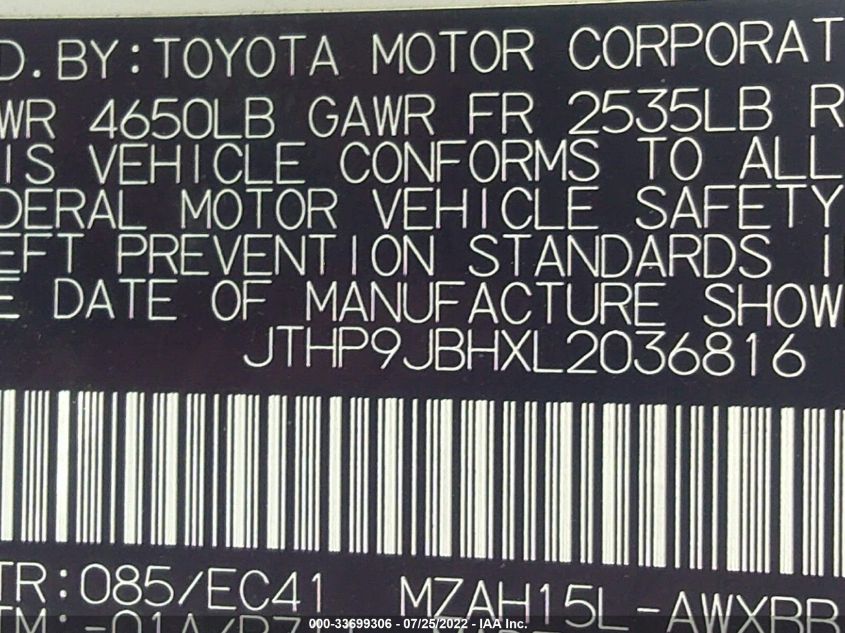 D. BY: TOYOTA MOTOR CORPORAT
WR 4650LB GAWR FR 2535LB R
IS VEHICLE CONFORMS TO ALL
DERAL MOTOR VEHICLE SAFETY
EFT PREVENTION STANDARDS I
E DATE OF MANUFACTURE SHOW
JTHP9JBHXL2036816
TR: 085/EC41 MZAH15L-AWXBB
000-33699306 - 07/25/2022 - IAA Inc.